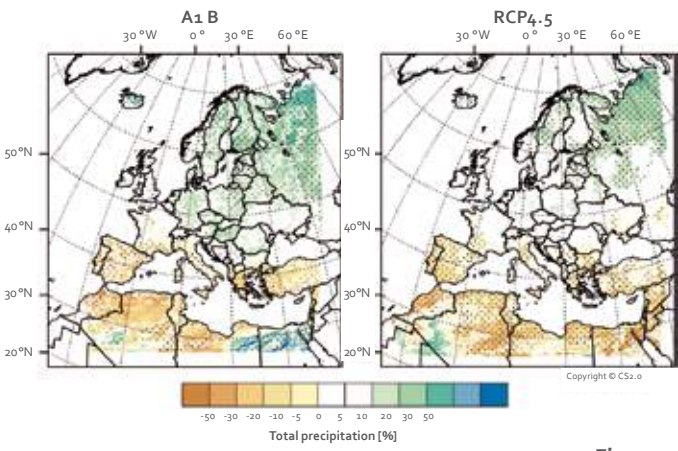 A1 B RCP4.5
30 °W 0° 30°E 60 °E 30 °W 0° 30°E 60 °E
50°N 50°N
40°N 40°N
30°N 30°N
20°N 20°N
Copyright © CS2.0
-50 -30 -20 -10 -5 0 5 10 20 30 50
Total precipitation [%]